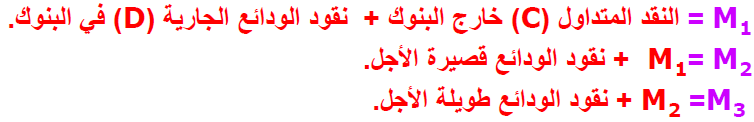 M₁ = النقد المتداول (C) خارج البنوك + نقود الودائع الجارية (D) في البنوك.
M₂ = M₁ + نقود الودائع قصيرة الأجل.
M₃= M₂ + نقود الودائع طويلة الأجل.